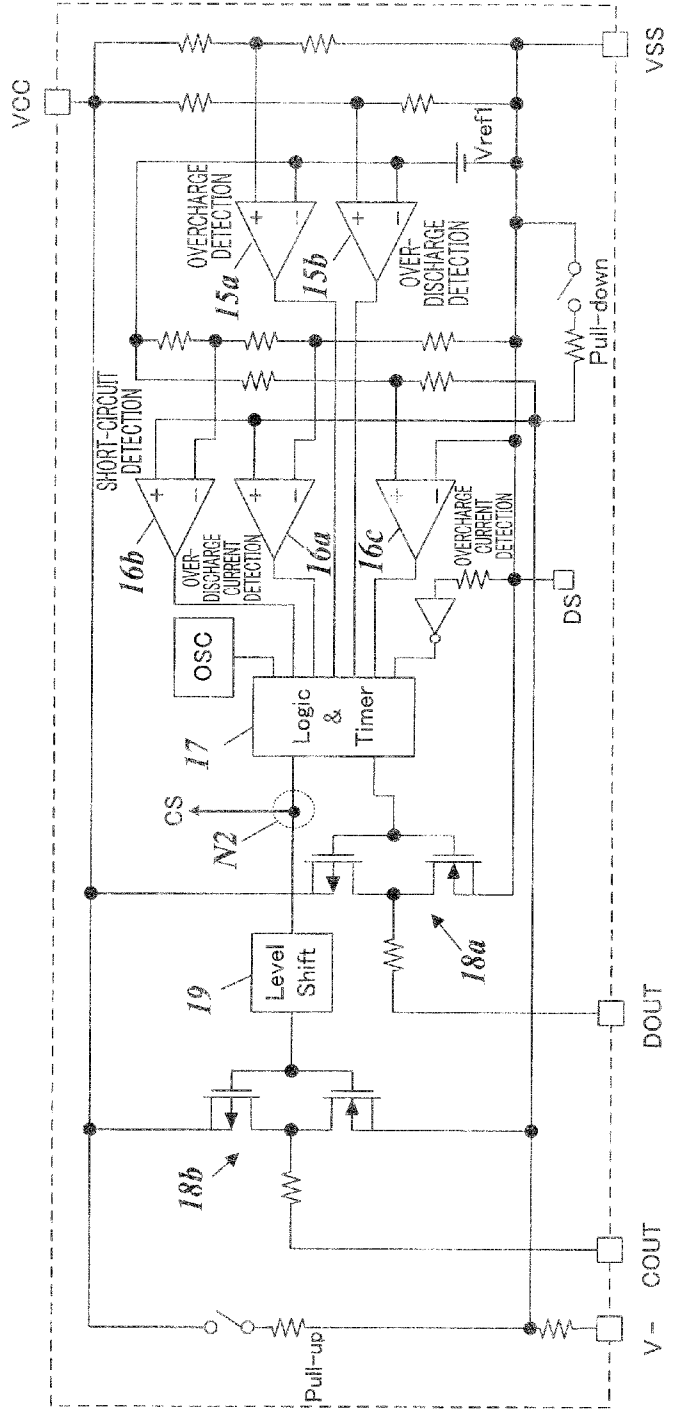 VCC
VSS
OVERCHARGE
DETECTION
15a
15b
OVER-
DISCHARGE
DETECTION
Vref1
SHORT-CIRCUIT
DETECTION
16b
OVER-
DISCHARGE
CURRENT
DETECTION
16a
16c
OVERCHARGE
CURRENT
DETECTION
Pull-down
OSC
17
Logic
&
Timer
DS
CS
N2
19
Level
Shift
18a
18b
DOUT
COUT
Pull-up
V-
+
-
+
-
+
-
+
-
+
-